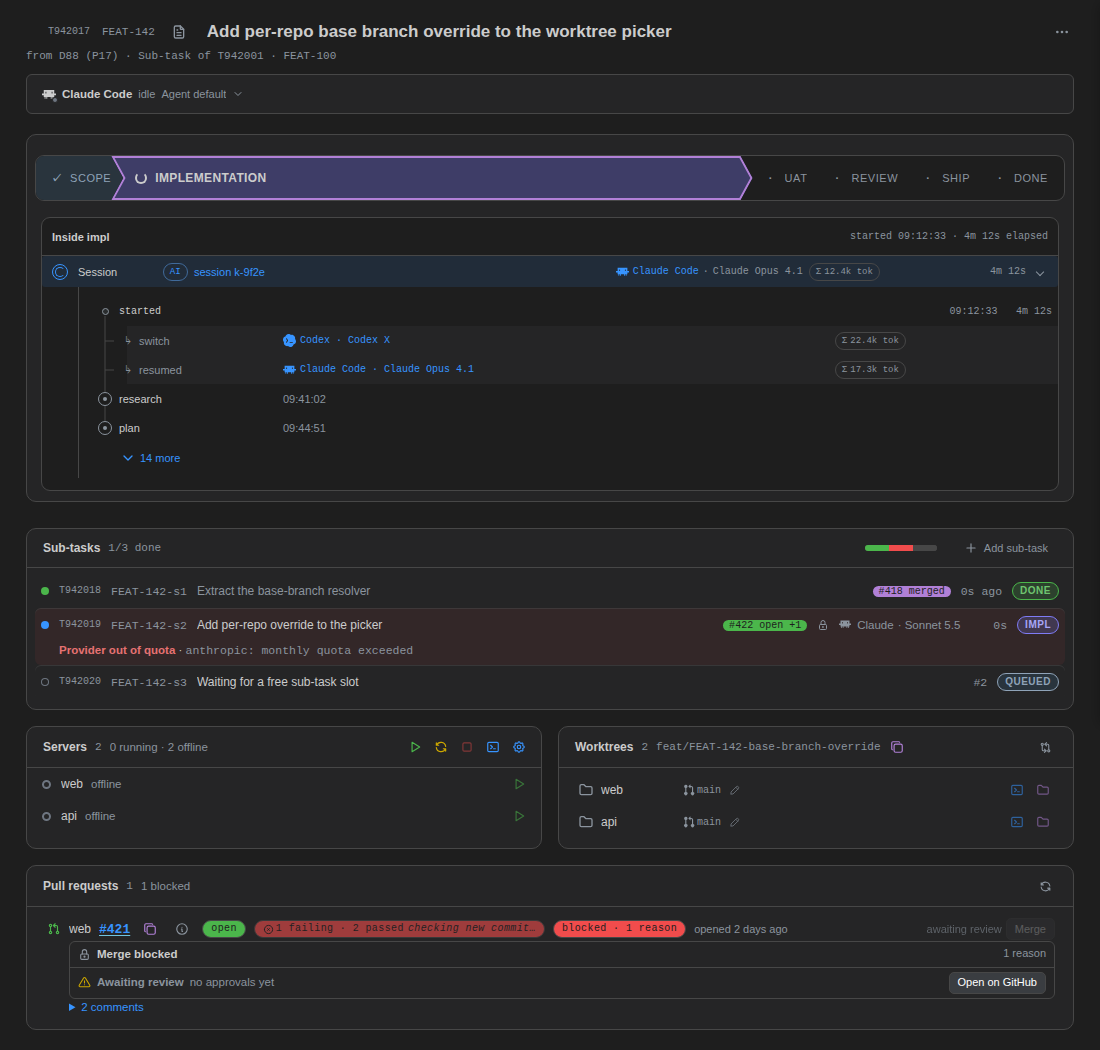 T942017 FEAT-142 Add per-repo base branch override to the worktree picker
from D88 (P17) · Sub-task of T942001 · FEAT-100
Claude Code idle Agent default
SCOPE IMPLEMENTATION · UAT · REVIEW · SHIP · DONE
Inside impl started 09:12:33 · 4m 12s elapsed
Session AI session k-9f2e Claude Code · Claude Opus 4.1 Σ 12.4k tok 4m 12s
started 09:12:33 4m 12s
↳ switch Codex · Codex X Σ 22.4k tok
↳ resumed Claude Code · Claude Opus 4.1 Σ 17.3k tok
research 09:41:02
plan 09:44:51
14 more
Sub-tasks 1/3 done Add sub-task
T942018 FEAT-142-s1 Extract the base-branch resolver #418 merged 0s ago DONE
T942019 FEAT-142-s2 Add per-repo override to the picker #422 open +1 Claude · Sonnet 5.5 0s IMPL
Provider out of quota · anthropic: monthly quota exceeded
T942020 FEAT-142-s3 Waiting for a free sub-task slot #2 QUEUED
Servers 2 0 running · 2 offline
web offline
api offline
Worktrees 2 feat/FEAT-142-base-branch-override
web main
api main
Pull requests 1 1 blocked
web #421 open 1 failing · 2 passed checking new commit… blocked · 1 reason opened 2 days ago awaiting review Merge
Merge blocked 1 reason
Awaiting review no approvals yet Open on GitHub
2 comments